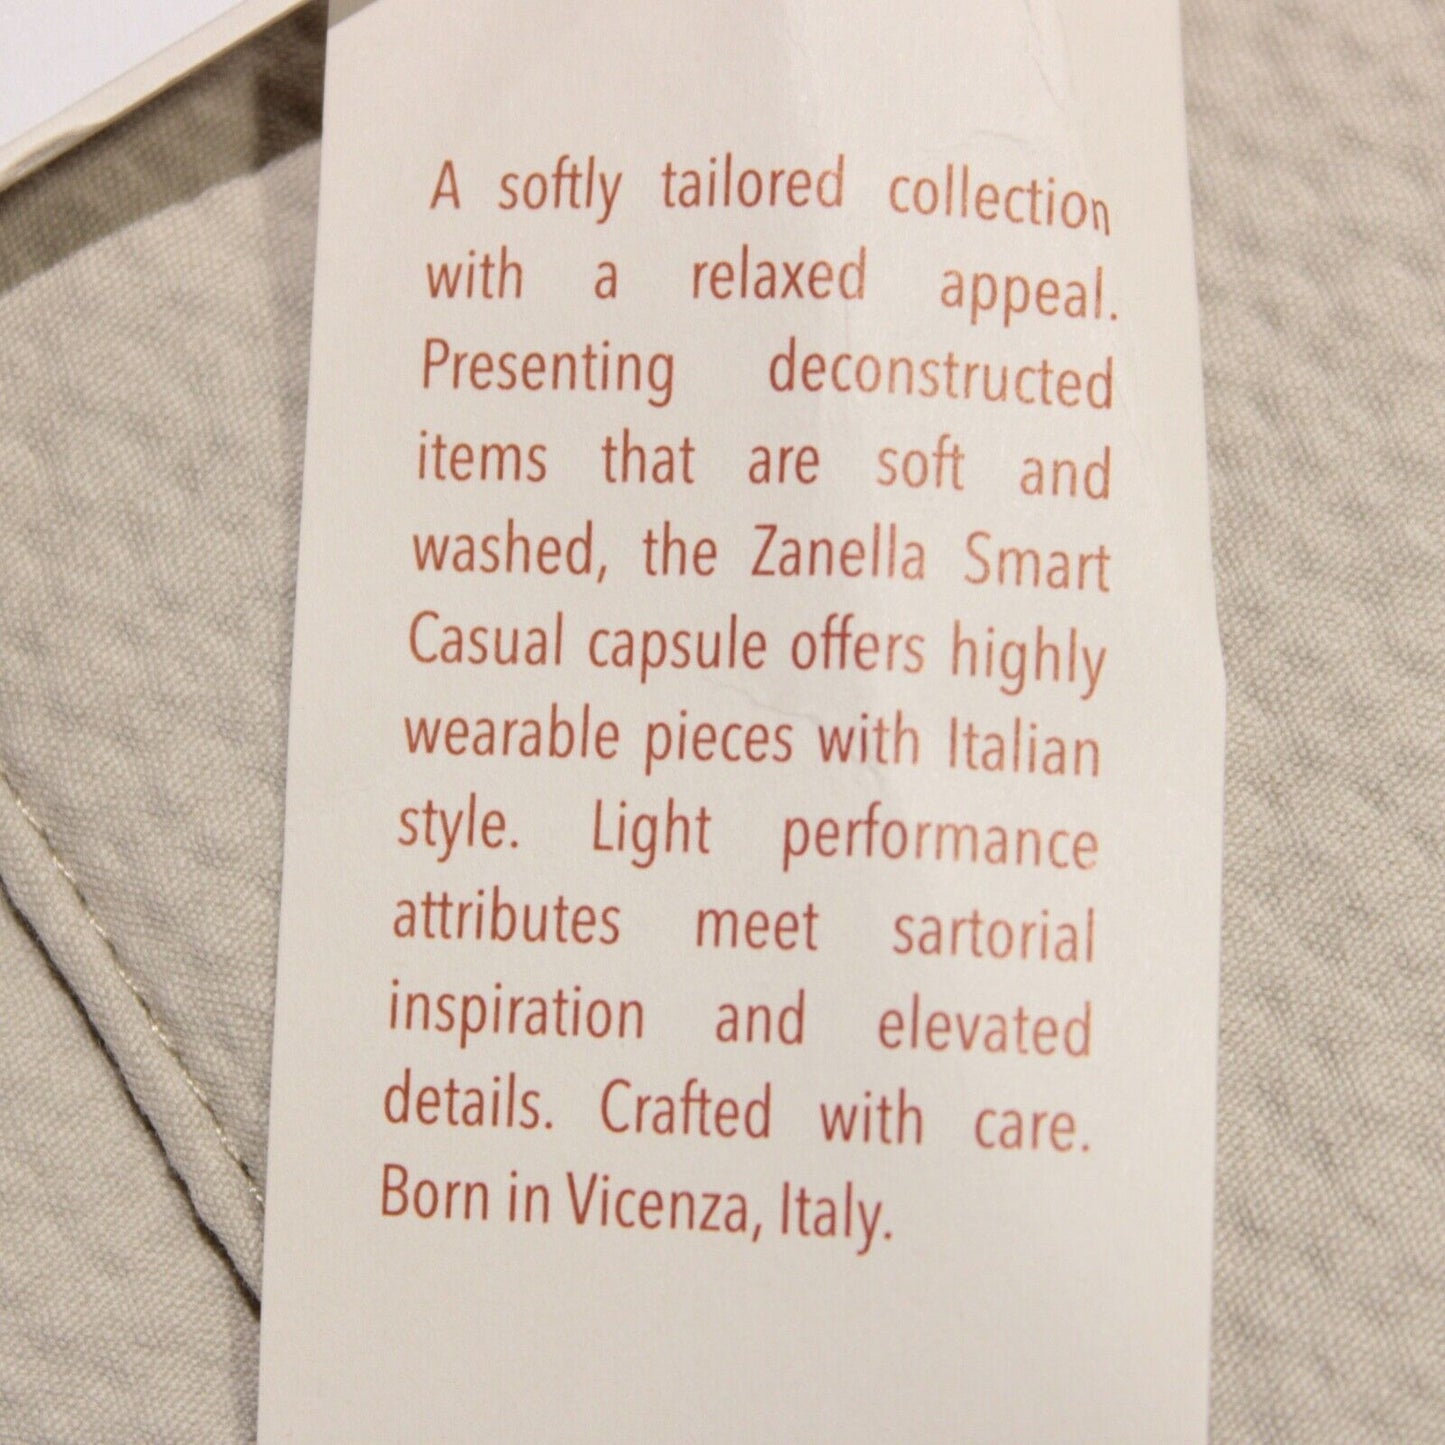 A softly tailored collection
with a relaxed appeal.
Presenting deconstructed
items that are soft and
washed, the Zanella Smart
Casual capsule offers highly
wearable pieces with Italian
style. Light performance
attributes meet sartorial
inspiration and elevated
details. Crafted with care.
Born in Vicenza, Italy.